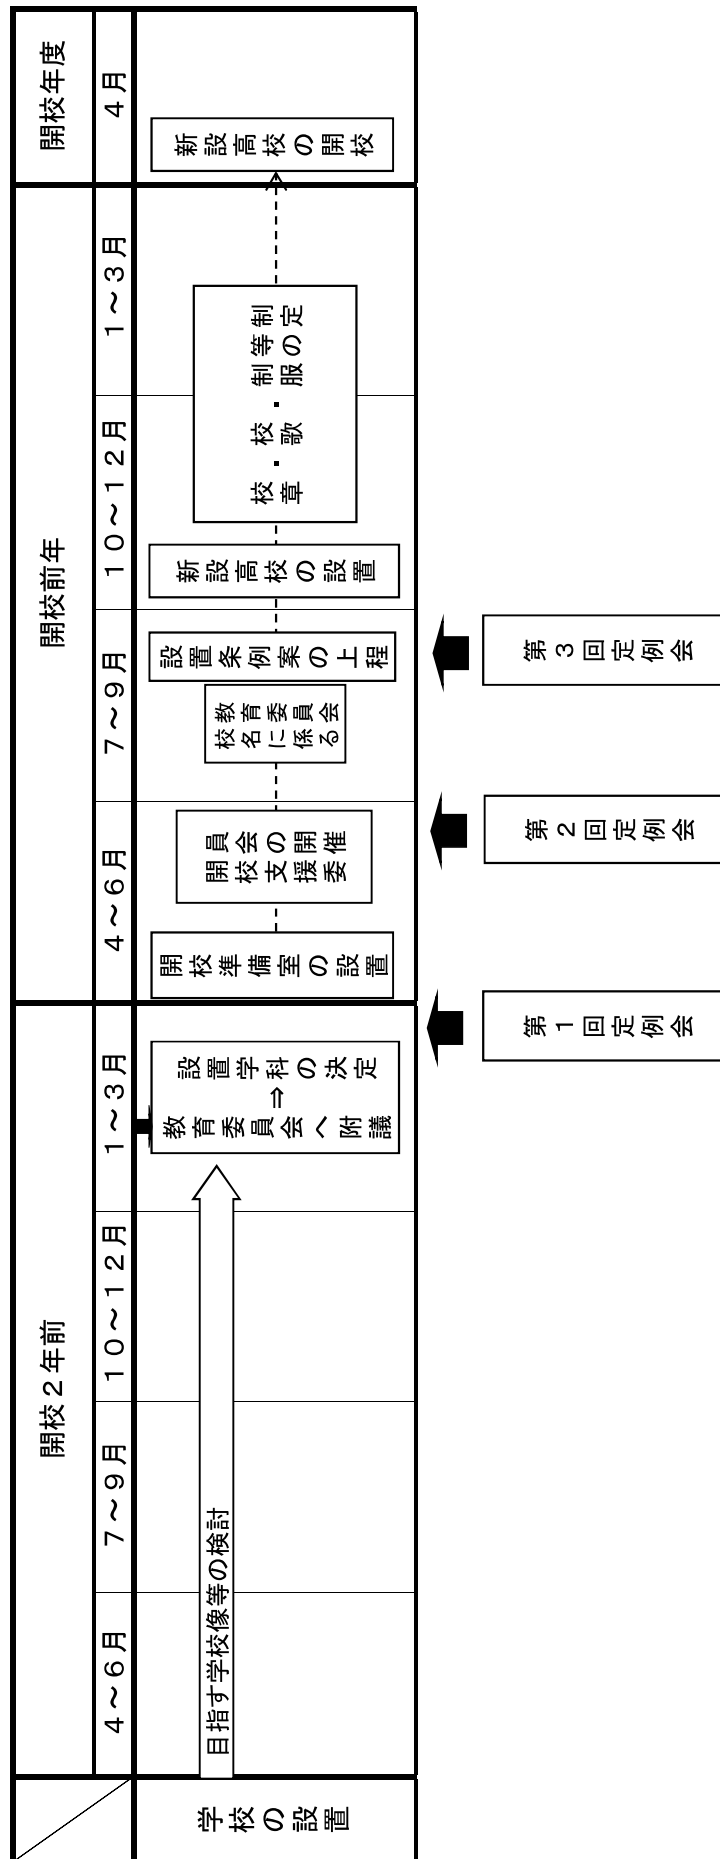 開校２年前
開校前年
開校年度
４～６月
７～９月
１０～１２月
１～３月
４～６月
７～９月
１０～１２月
１～３月
４月
学校の設置
目指す学校像等の検討
教育委員会へ附議
⇒
設置学科の決定
開校準備室の設置
開校支援委
員会の開催
校名に係る
教育委員会
設置条例案の上程
新設高校の設置
校章・校歌・制服等の制定
新設高校の開校
第１回定例会
第２回定例会
第３回定例会